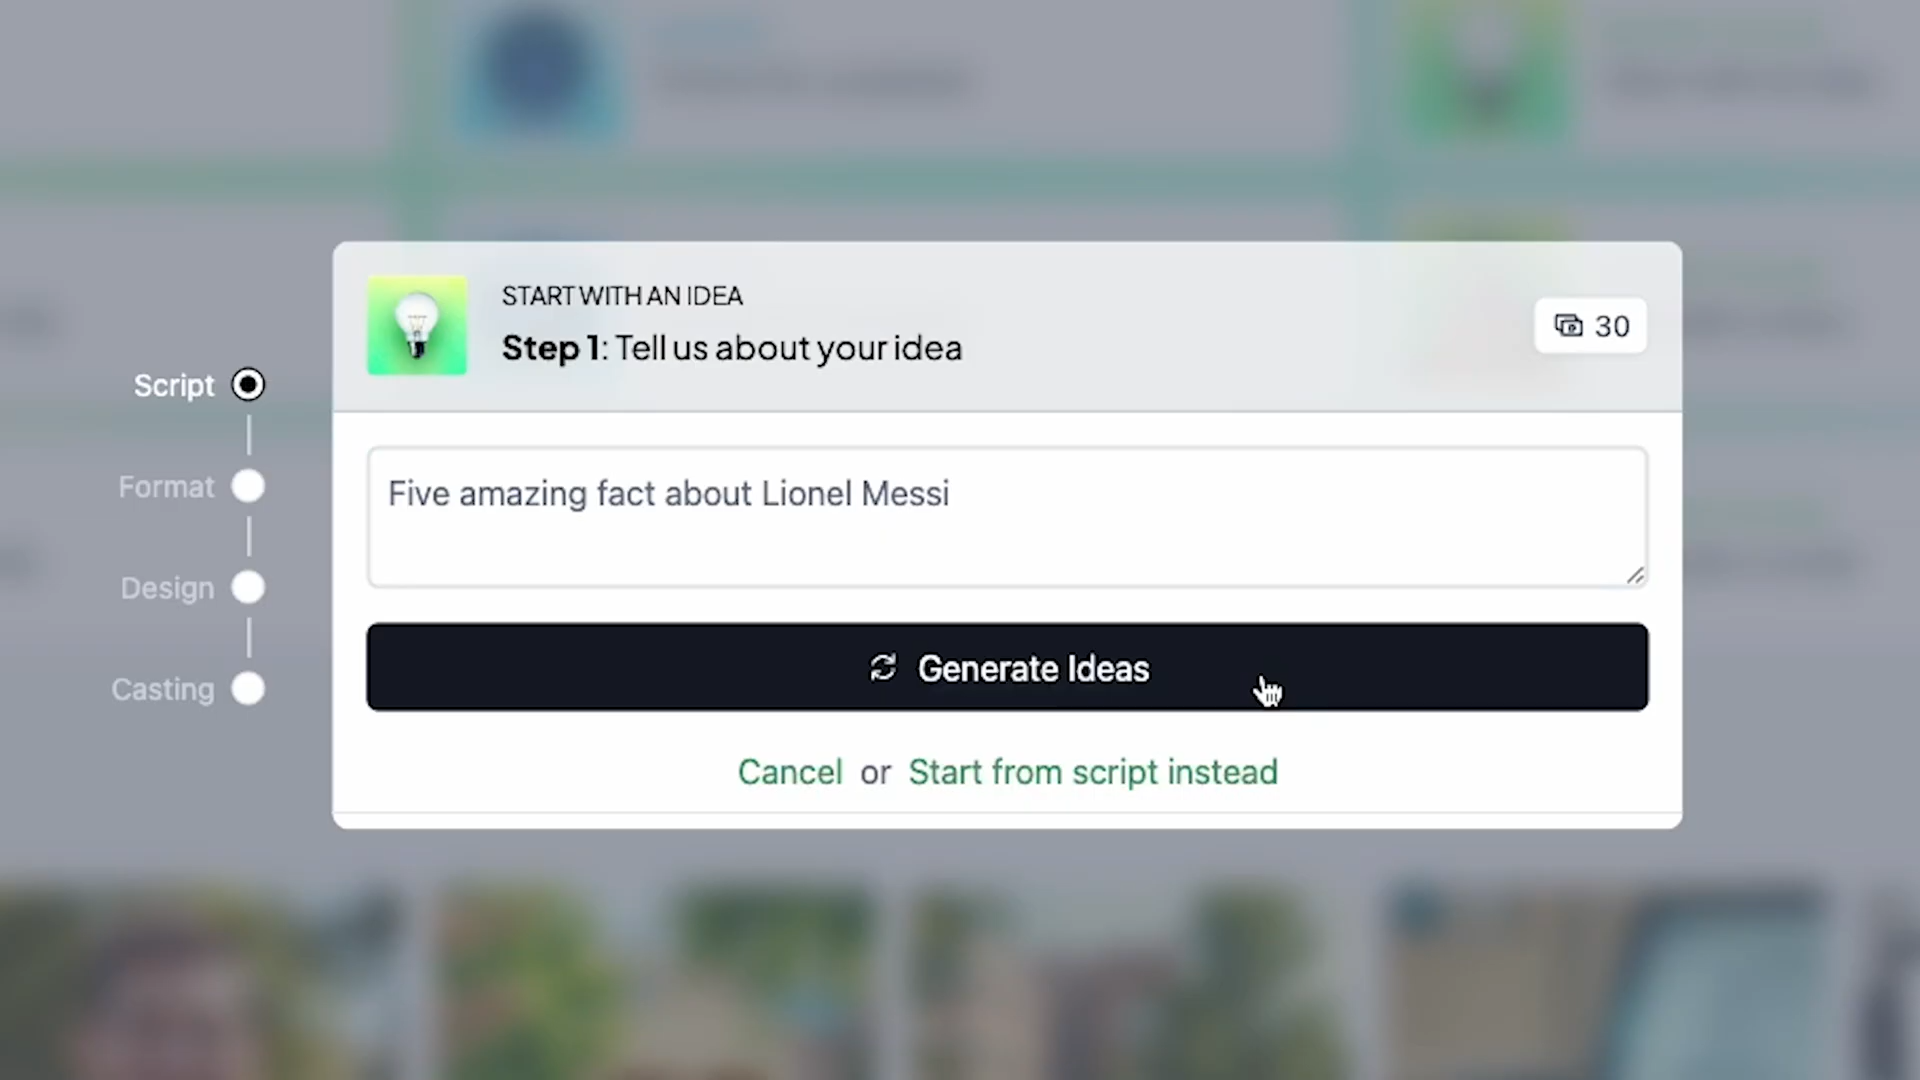 START WITH AN IDEA
Step 1: Tell us about your idea
30
Script
Format
Design
Casting
Five amazing fact about Lionel Messi
Generate Ideas
Cancel or Start from script instead